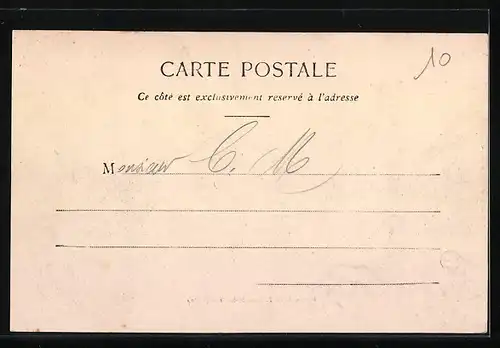 10
CARTE POSTALE
Ce côté est exclusivement reservé à l'adresse
Monsieur C. M